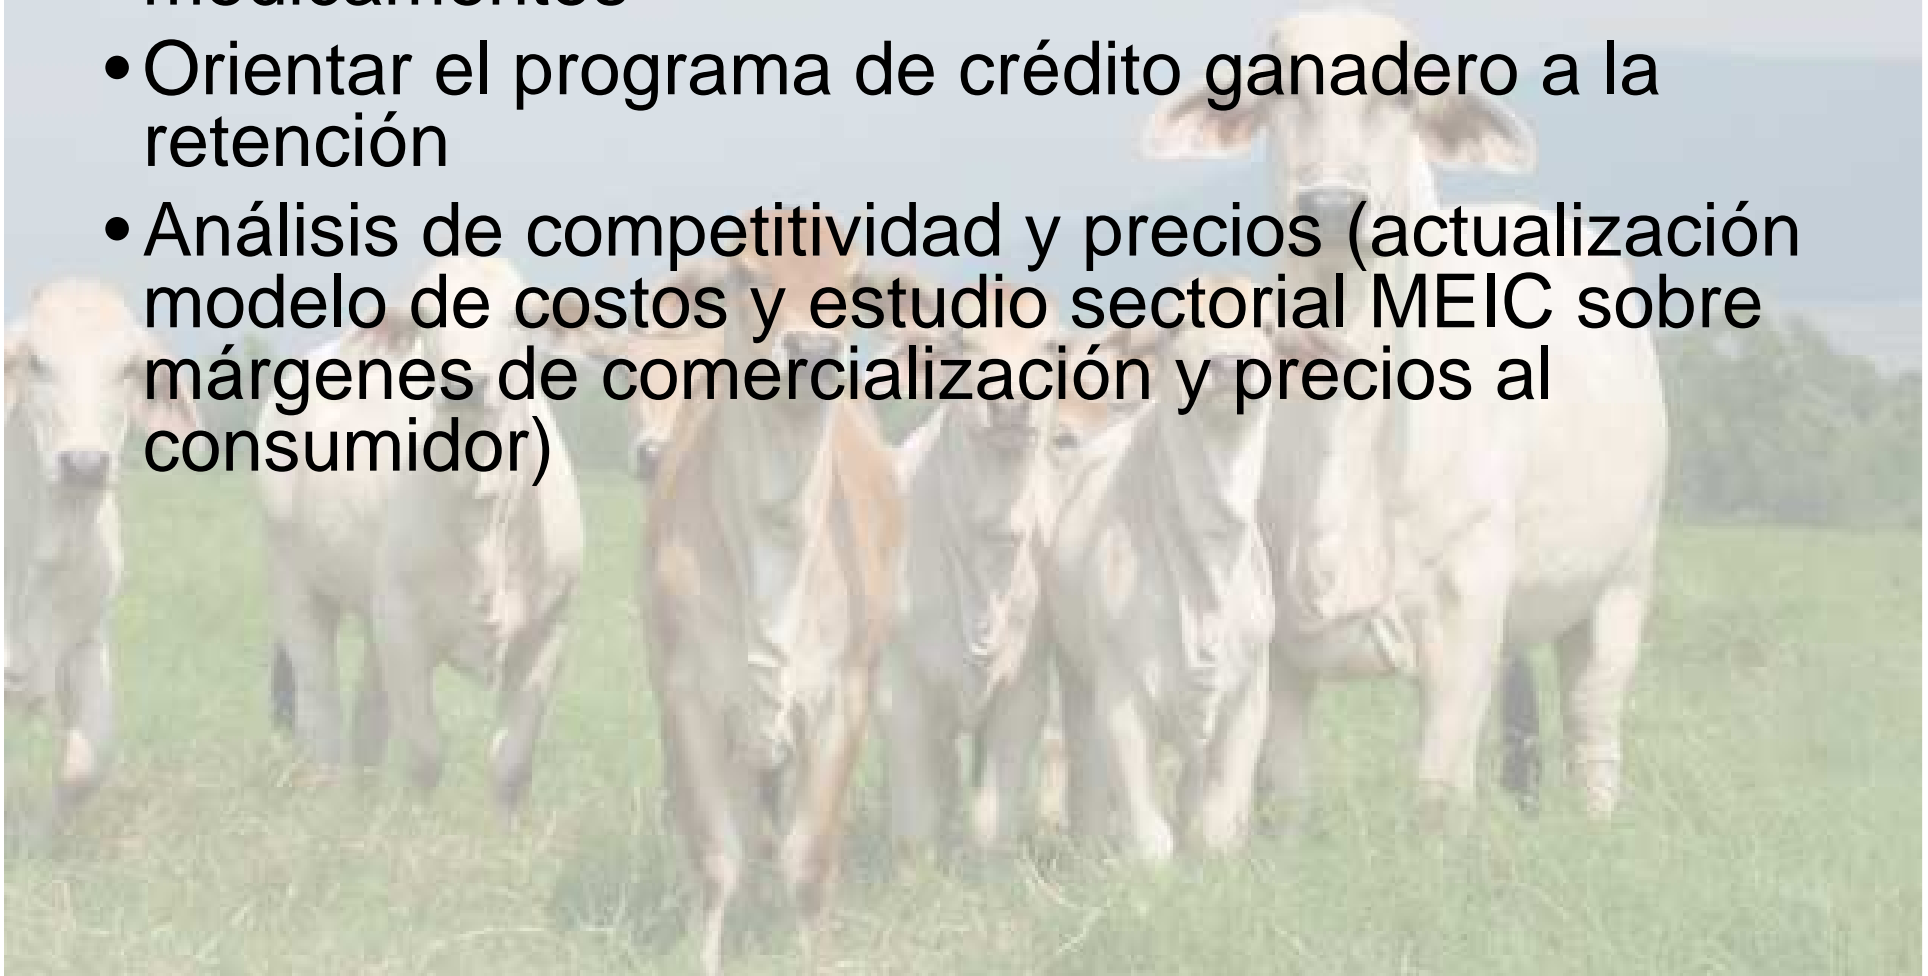 medicamentos
• Orientar el programa de crédito ganadero a la
retención
• Análisis de competitividad y precios (actualización
modelo de costos y estudio sectorial MEIC sobre
márgenes de comercialización y precios al
consumidor)